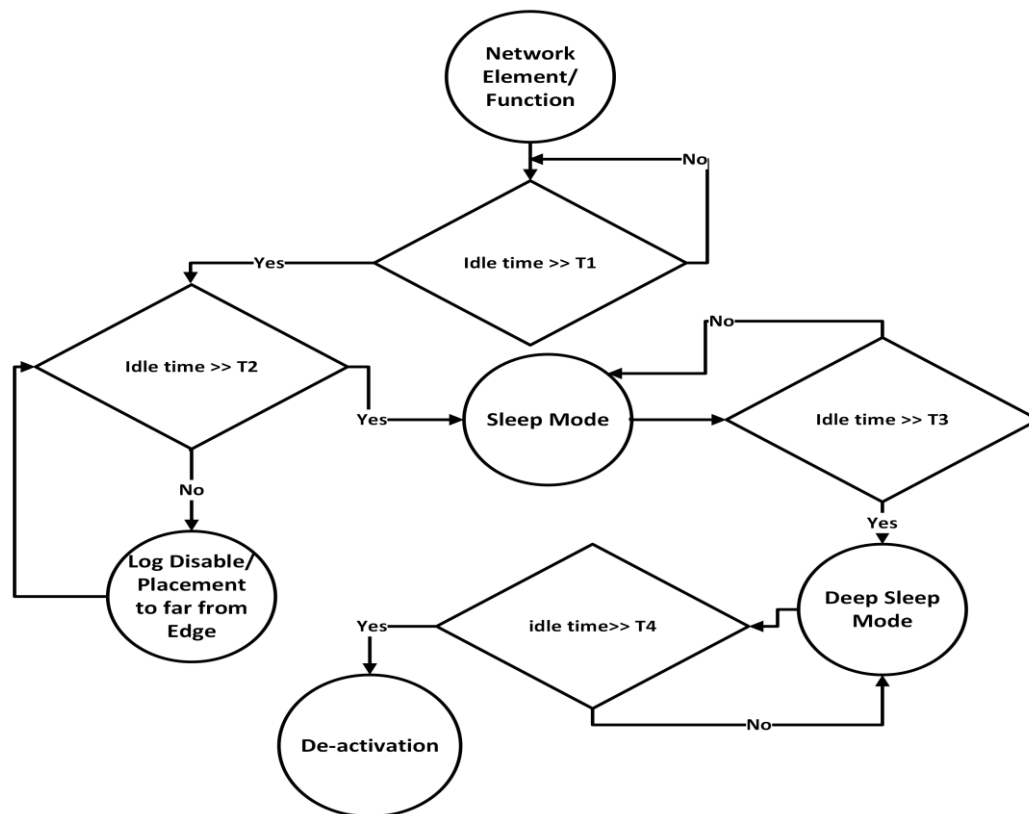 Network
Element/
Function
No
Yes
Idle time >> T1
No
Idle time >> T2
Yes
Sleep Mode
Idle time >> T3
No
Yes
Log Disable/
Placement
to far from
Edge
Deep Sleep
Mode
Yes
idle time>> T4
No
De-activation